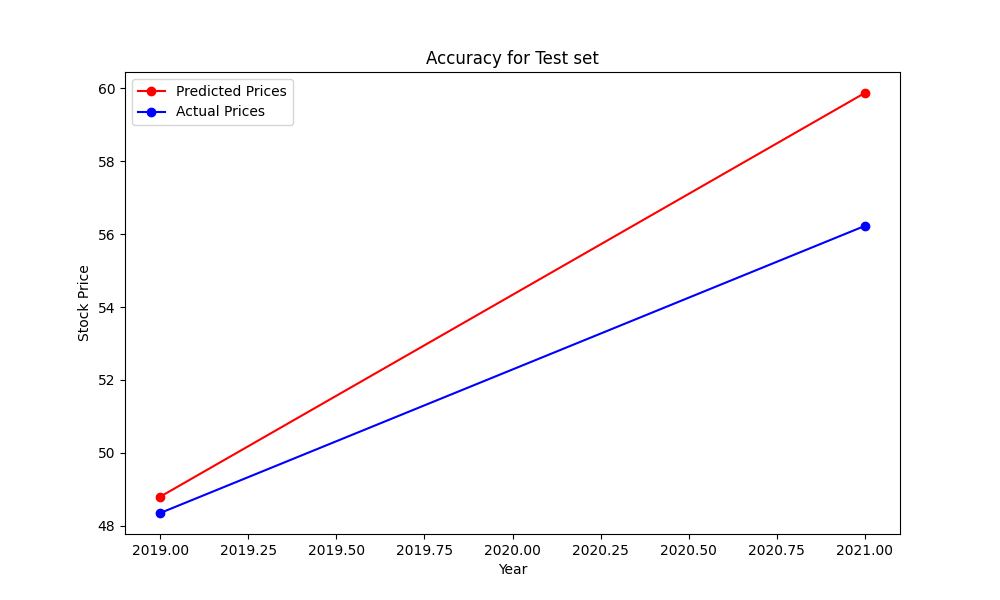 Accuracy for Test set
Predicted Prices
Actual Prices
60
58
56
54
52
50
48
Stock Price
2019.00 2019.25 2019.50 2019.75 2020.00 2020.25 2020.50 2020.75 2021.00
Year